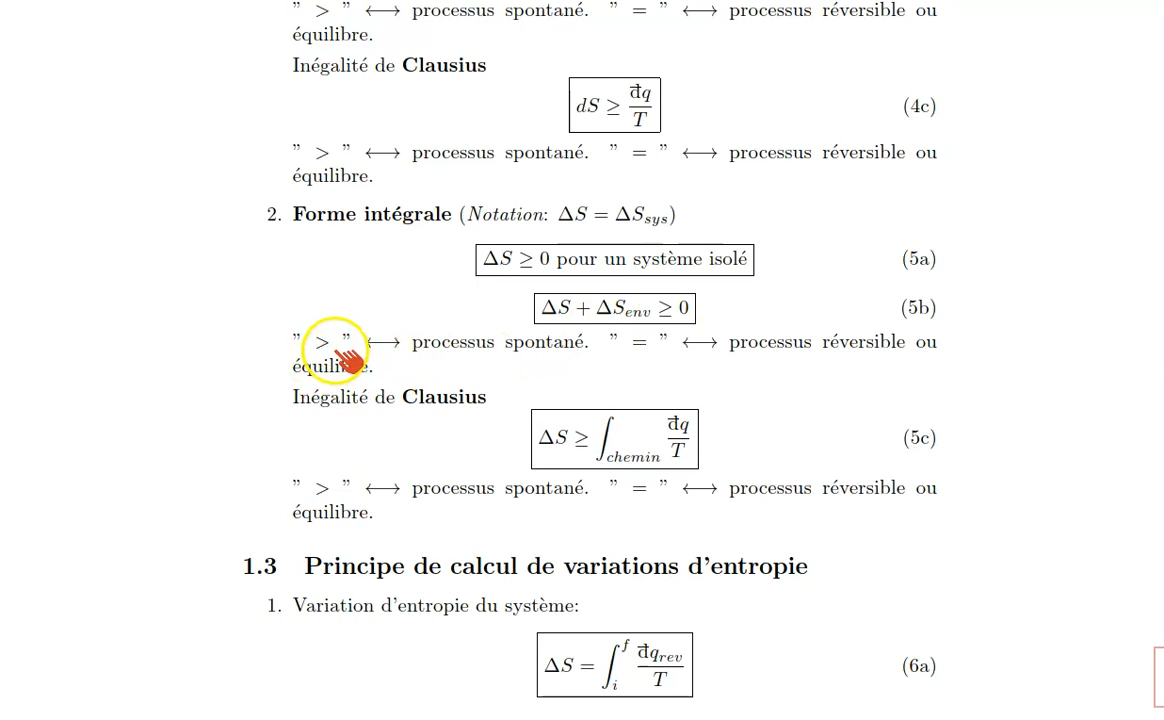 ” > ” ⟷ processus spontané. ” = ” ⟷ processus réversible ou
équilibre.
Inégalité de Clausius
dS ≥ đq/T (4c)
” > ” ⟷ processus spontané. ” = ” ⟷ processus réversible ou
équilibre.
2. Forme intégrale (Notation: ΔS = ΔS_sys)
ΔS ≥ 0 pour un système isolé (5a)
ΔS + ΔS_env ≥ 0 (5b)
” > ” ⟷ processus spontané. ” = ” ⟷ processus réversible ou
équilibre.
Inégalité de Clausius
ΔS ≥ ∫_chemin đq/T (5c)
” > ” ⟷ processus spontané. ” = ” ⟷ processus réversible ou
équilibre.
1.3 Principe de calcul de variations d'entropie
1. Variation d'entropie du système:
ΔS = ∫_i^f đq_rev/T (6a)